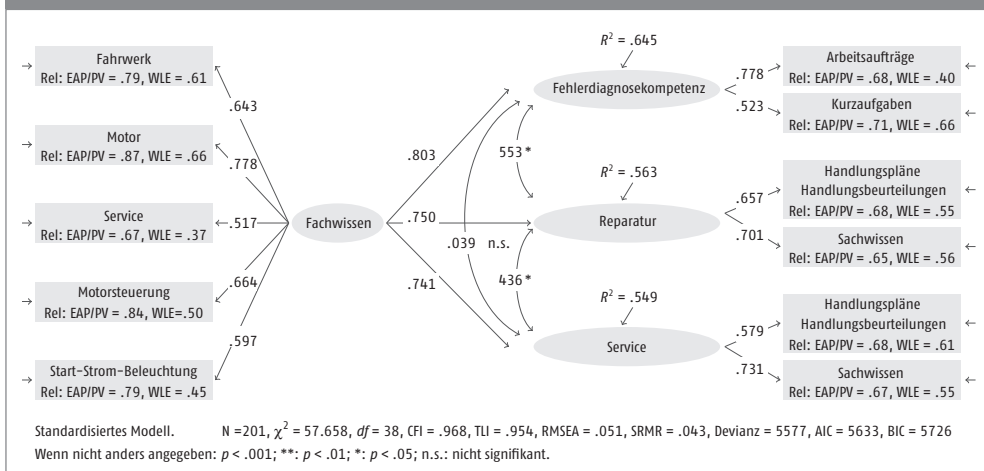 Fahrwerk
Rel: EAP/PV = .79, WLE = .61
Motor
Rel: EAP/PV = .87, WLE = .66
Service
Rel: EAP/PV = .67, WLE = .37
Motorsteuerung
Rel: EAP/PV = .84, WLE=.50
Start-Strom-Beleuchtung
Rel: EAP/PV = .79, WLE = .45
.643
.778
.517
.664
.597
Fachwissen
.803
.750
.741
R² = .645
Fehlerdiagnosekompetenz
553 *
R² = .563
Reparatur
.039 n.s.
436 *
R² = .549
Service
.778
.523
.657
.701
.579
.731
Arbeitsaufträge
Rel: EAP/PV = .68, WLE = .40
Kurzaufgaben
Rel: EAP/PV = .71, WLE = .66
Handlungspläne
Handlungsbeurteilungen
Rel: EAP/PV = .68, WLE = .55
Sachwissen
Rel: EAP/PV = .65, WLE = .56
Handlungspläne
Handlungsbeurteilungen
Rel: EAP/PV = .68, WLE = .61
Sachwissen
Rel: EAP/PV = .67, WLE = .55
Standardisiertes Modell. N =201, χ² = 57.658, df = 38, CFI = .968, TLI = .954, RMSEA = .051, SRMR = .043, Devianz = 5577, AIC = 5633, BIC = 5726
Wenn nicht anders angegeben: p < .001; **: p < .01; *: p < .05; n.s.: nicht signifikant.